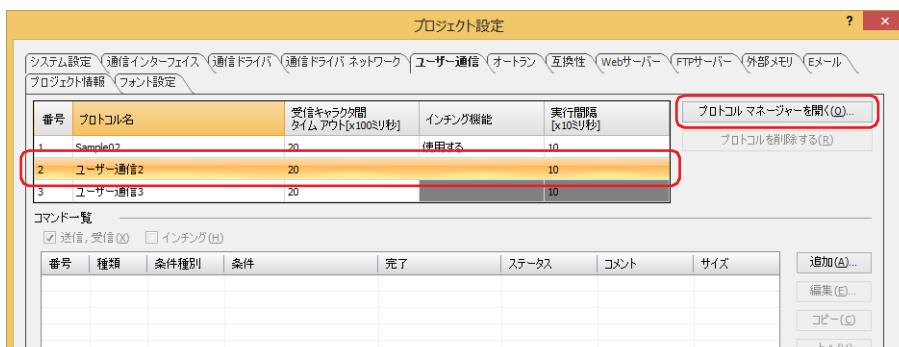 プロジェクト設定
? ×
システム設定 通信インターフェイス 通信ドライバ 通信ドライバ ネットワーク ユーザー通信 オートラン 互換性 Webサーバー FTPサーバー 外部メモリ Eメール
プロジェクト情報 フォント設定
番号 プロトコル名 受信キャラクタ間 タイム アウト[x100ミリ秒] インチング機能 実行間隔 [x10ミリ秒]
プロトコル マネージャーを開く(O)...
1 Sample02 20 使用する 10
プロトコルを削除する(R)
2 ユーザー通信2 20 10
3 ユーザー通信3 20 10
コマンド一覧
送信, 受信(X) インチング(H)
番号 種類 条件種別 条件 完了 ステータス コメント サイズ
追加(A)...
編集(E)...
コピー(C)